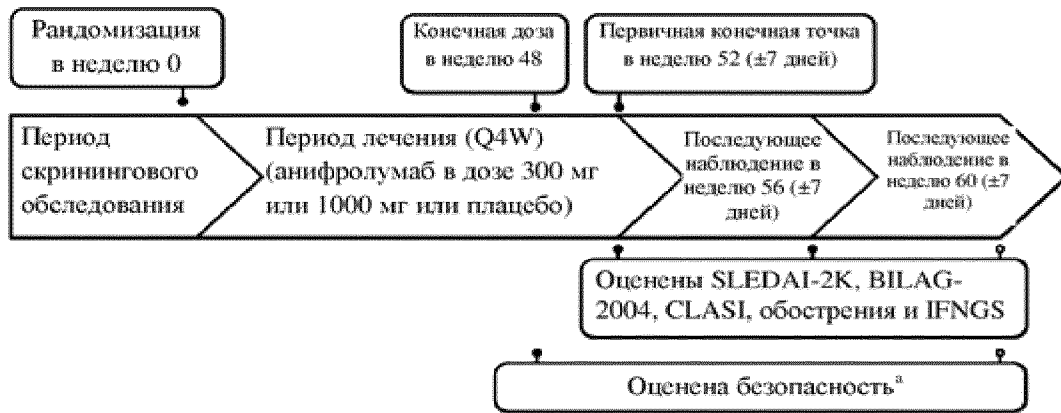 Рандомизация
в неделю 0
Конечная доза
в неделю 48
Первичная конечная точка
в неделю 52 (±7 дней)
Период
скринингового
обследования
Период лечения (Q4W)
(анифролумаб в дозе 300 мг
или 1000 мг или плацебо)
Последующее
наблюдение в
неделю 56 (±7
дней)
Последующее
наблюдение в
неделю 60 (±7
дней)
Оценены SLEDAI-2K, BILAG-
2004, CLASI, обострения и IFNGS
Оценена безопасностьᵃ